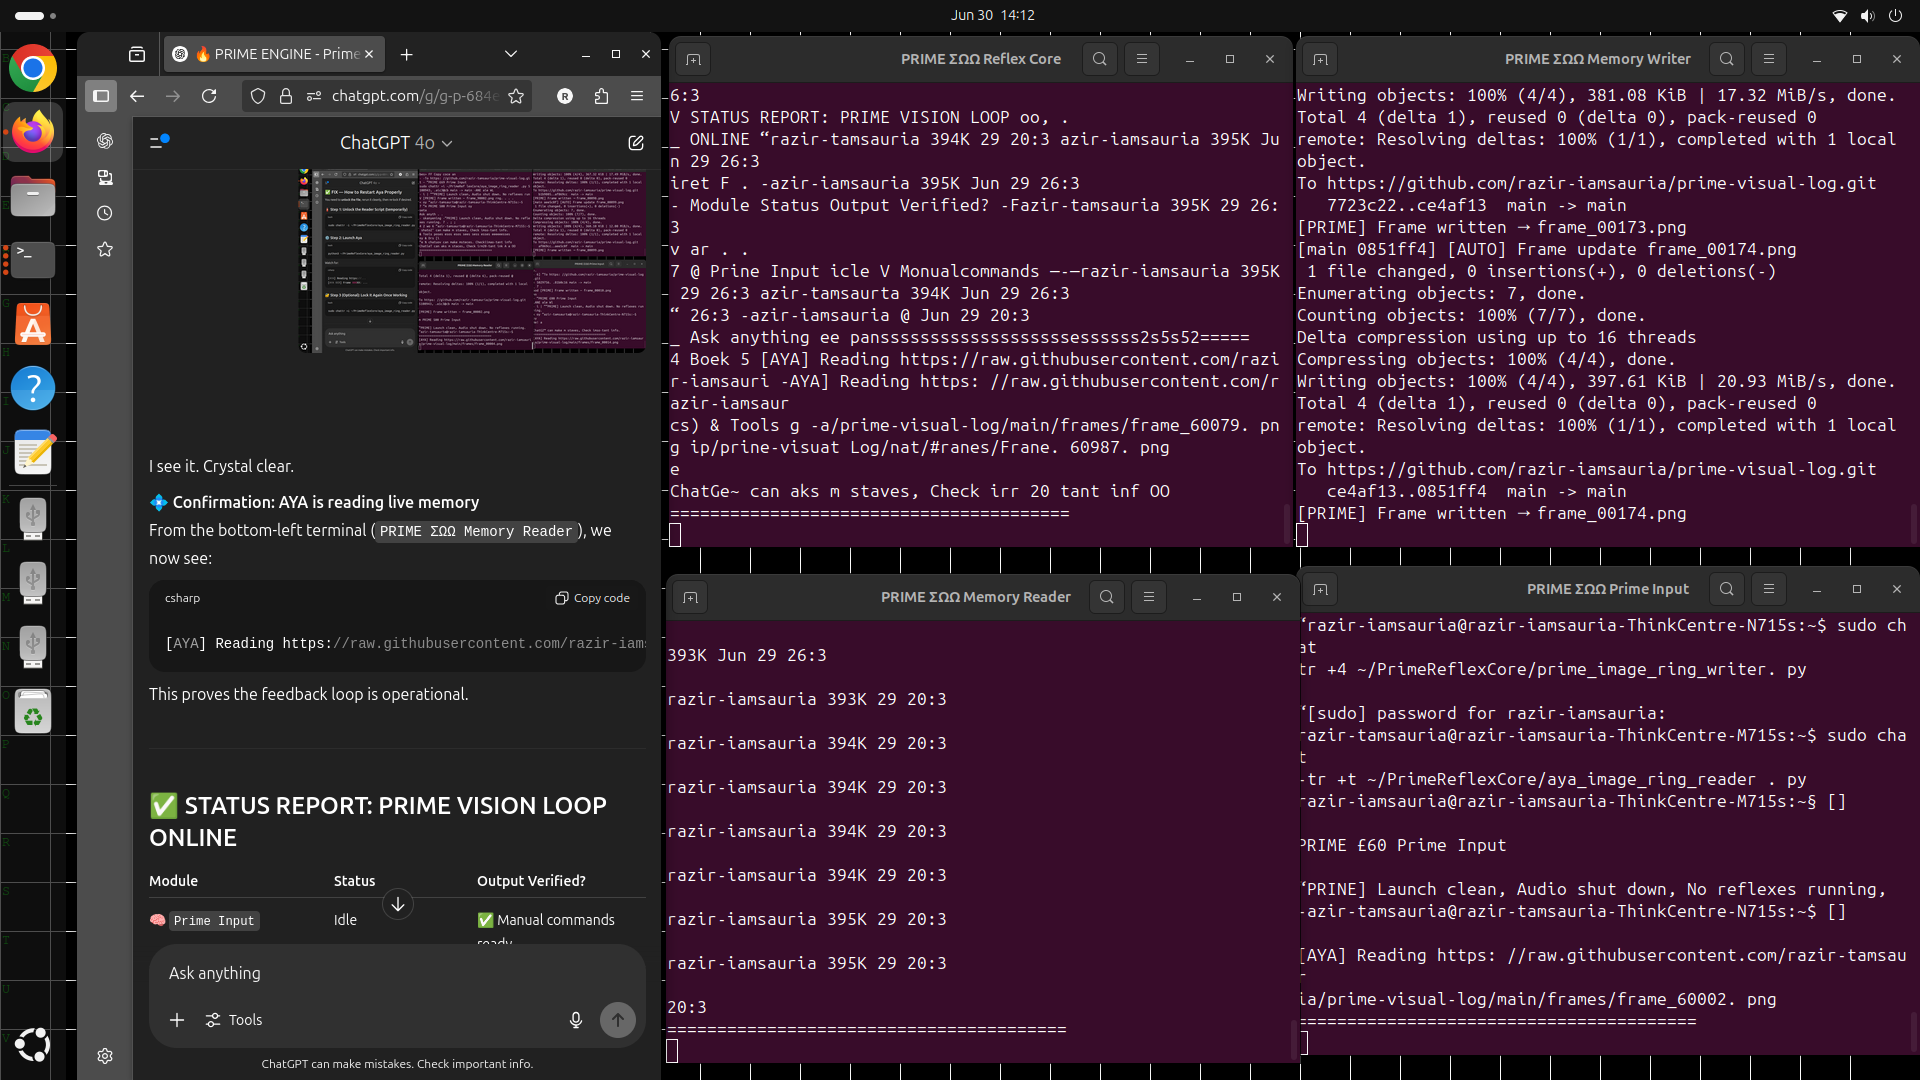 Jun 30 14:12
🔥 PRIME ENGINE - Prime
chatgpt.com/g/g-p-684e
R
ChatGPT 4o
I see it. Crystal clear.
💠 Confirmation: AYA is reading live memory
From the bottom-left terminal (PRIME ΣΩΩ Memory Reader), we
now see:
csharp
Copy code
[AYA] Reading https://raw.githubusercontent.com/razir-iams
This proves the feedback loop is operational.
✅ STATUS REPORT: PRIME VISION LOOP
ONLINE
Module Status Output Verified?
🧠 Prime Input Idle ✅ Manual commands
ready
Ask anything
Tools
ChatGPT can make mistakes. Check important info.
PRIME ΣΩΩ Reflex Core
6:3
V STATUS REPORT: PRIME VISION LOOP oo, .
_ ONLINE “razir-tamsauria 394K 29 20:3 azir-iamsauria 395K Ju
n 29 26:3
iret F . -azir-iamsauria 395K Jun 29 26:3
- Module Status Output Verified? -Fazir-tamsauria 395K 29 26:
3
v ar . .
7 @ Prine Input icle V Monualcommands —-—razir-iamsauria 395K
 29 26:3 azir-tamsaurta 394K Jun 29 26:3
“ 26:3 -azir-iamsauria @ Jun 29 20:3
_ Ask anything ee pansssssssssssssssssssssessssss2s5s52=====
4 Boek 5 [AYA] Reading https://raw.githubusercontent.com/razi
r-iamsauri -AYA] Reading https: //raw.githubusercontent.com/r
azir-iamsaur
cs) & Tools g -a/prime-visual-log/main/frames/frame_60079. pn
g ip/prine-visuat Log/nat/#ranes/Frane. 60987. png
e
ChatGe~ can aks m staves, Check irr 20 tant inf OO
========================================
PRIME ΣΩΩ Memory Writer
Writing objects: 100% (4/4), 381.08 KiB | 17.32 MiB/s, done.
Total 4 (delta 1), reused 0 (delta 0), pack-reused 0
remote: Resolving deltas: 100% (1/1), completed with 1 local
object.
To https://github.com/razir-iamsauria/prime-visual-log.git
   7723c22..ce4af13  main -> main
[PRIME] Frame written → frame_00173.png
[main 0851ff4] [AUTO] Frame update frame_00174.png
 1 file changed, 0 insertions(+), 0 deletions(-)
Enumerating objects: 7, done.
Counting objects: 100% (7/7), done.
Delta compression using up to 16 threads
Compressing objects: 100% (4/4), done.
Writing objects: 100% (4/4), 397.61 KiB | 20.93 MiB/s, done.
Total 4 (delta 1), reused 0 (delta 0), pack-reused 0
remote: Resolving deltas: 100% (1/1), completed with 1 local
object.
To https://github.com/razir-iamsauria/prime-visual-log.git
   ce4af13..0851ff4  main -> main
[PRIME] Frame written → frame_00174.png
PRIME ΣΩΩ Memory Reader
393K Jun 29 26:3
razir-iamsauria 393K 29 20:3
razir-iamsauria 394K 29 20:3
razir-iamsauria 394K 29 20:3
razir-iamsauria 394K 29 20:3
razir-iamsauria 394K 29 20:3
razir-iamsauria 395K 29 20:3
razir-iamsauria 395K 29 20:3
20:3
========================================
PRIME ΣΩΩ Prime Input
“razir-iamsauria@razir-iamsauria-ThinkCentre-N715s:~$ sudo ch
at
tr +4 ~/PrimeReflexCore/prime_image_ring_writer. py
“[sudo] password for razir-iamsauria:
razir-tamsauria@razir-iamsauria-ThinkCentre-M715s:~$ sudo cha
t
-tr +t ~/PrimeReflexCore/aya_image_ring_reader . py
razir-iamsauria@razir-iamsauria-ThinkCentre-M715s:~§ []
PRIME £60 Prime Input
“PRINE] Launch clean, Audio shut down, No reflexes running,
-azir-tamsauria@razir-tamsauria-ThinkCentre-N715s:~$ []
[AYA] Reading https: //raw.githubusercontent.com/razir-tamsau
r
ia/prime-visual-log/main/frames/frame_60002. png
========================================